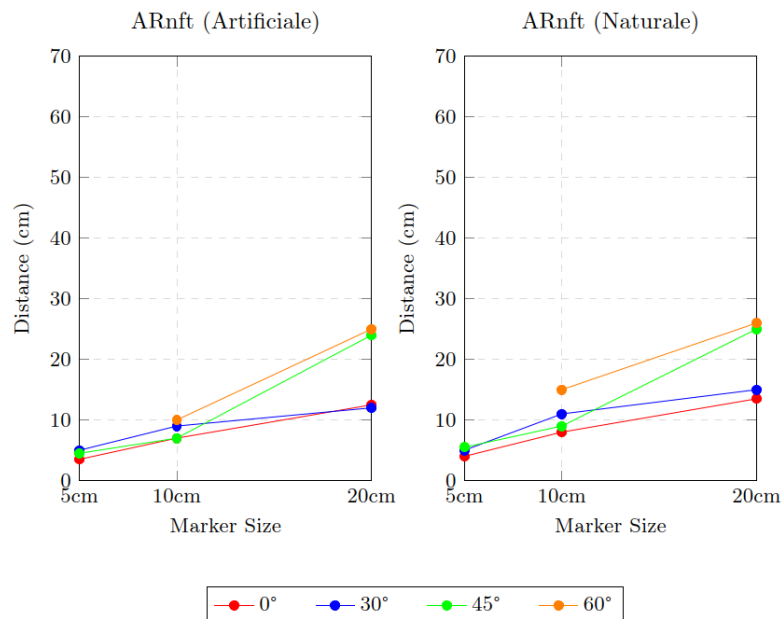 ARnft (Artificiale)
70
60
50
40
30
20
10
0
Distance (cm)
5cm 10cm 20cm
Marker Size
ARnft (Naturale)
70
60
50
40
30
20
10
0
Distance (cm)
5cm 10cm 20cm
Marker Size
0° 30° 45° 60°